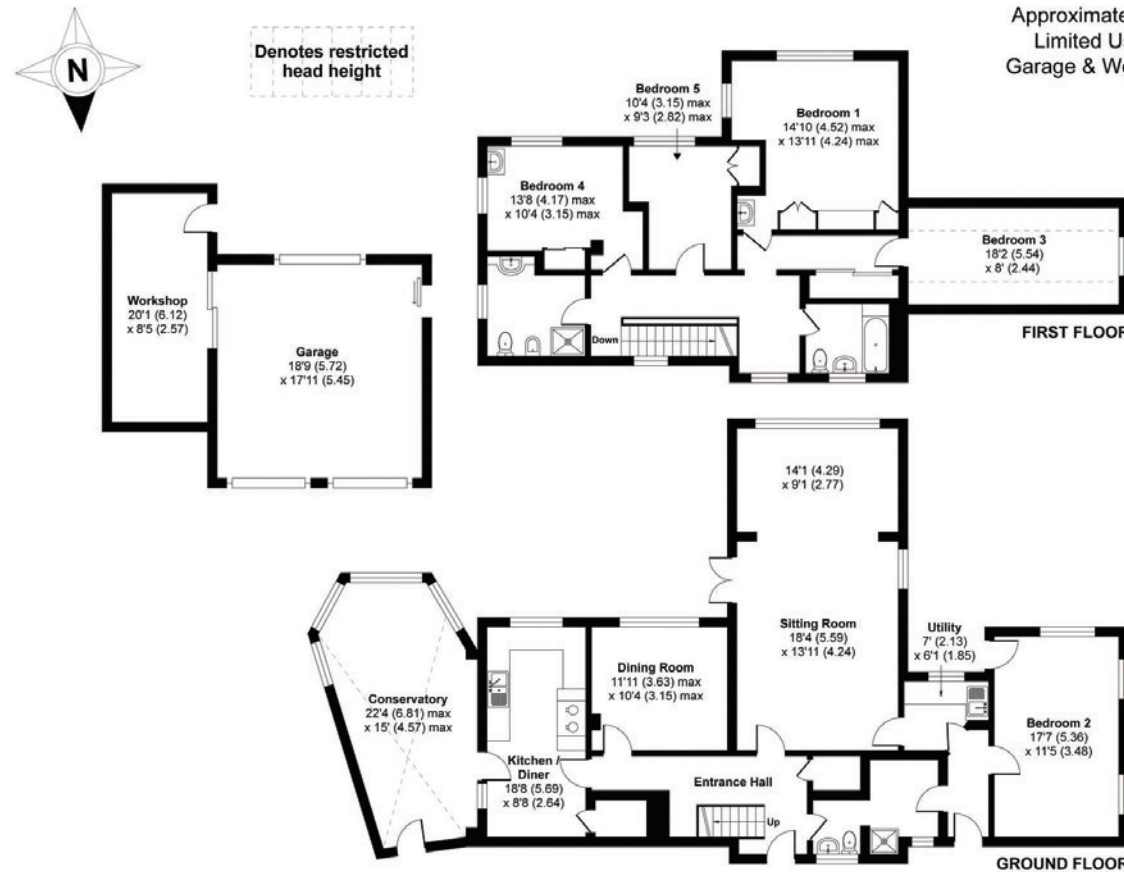 N
Denotes restricted
head height
Approximate
Limited U
Garage & W
Bedroom 5
10'4 (3.15) max
x 9'3 (2.82) max
Bedroom 1
14'10 (4.52) max
x 13'11 (4.24) max
Bedroom 4
13'8 (4.17) max
x 10'4 (3.15) max
Bedroom 3
18'2 (5.54)
x 8' (2.44)
Down
FIRST FLOOR
Workshop
20'1 (6.12)
x 8'5 (2.57)
Garage
18'9 (5.72)
x 17'11 (5.45)
14'1 (4.29)
x 9'1 (2.77)
Sitting Room
18'4 (5.59)
x 13'11 (4.24)
Utility
7' (2.13)
x 6'1 (1.85)
Dining Room
11'11 (3.63) max
x 10'4 (3.15) max
Conservatory
22'4 (6.81) max
x 15' (4.57) max
Bedroom 2
17'7 (5.36)
x 11'5 (3.48)
Kitchen /
Diner
18'8 (5.69)
x 8'8 (2.64)
Entrance Hall
Up
GROUND FLOOR